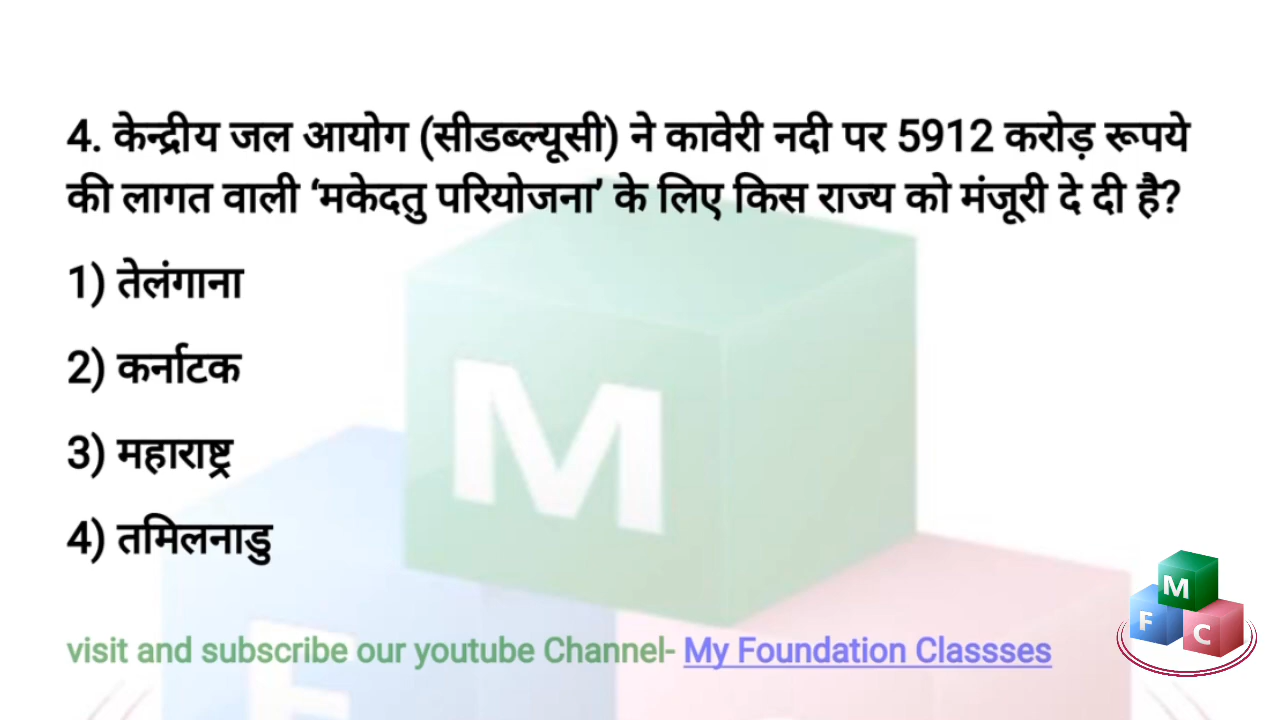 4. केन्द्रीय जल आयोग (सीडब्ल्यूसी) ने कावेरी नदी पर 5912 करोड़ रूपये
की लागत वाली ‘मकेदतु परियोजना’ के लिए किस राज्य को मंजूरी दे दी है?
1) तेलंगाना
2) कर्नाटक
3) महाराष्ट्र
4) तमिलनाडु
visit and subscribe our youtube Channel- My Foundation Classses
M
F
C
M
F